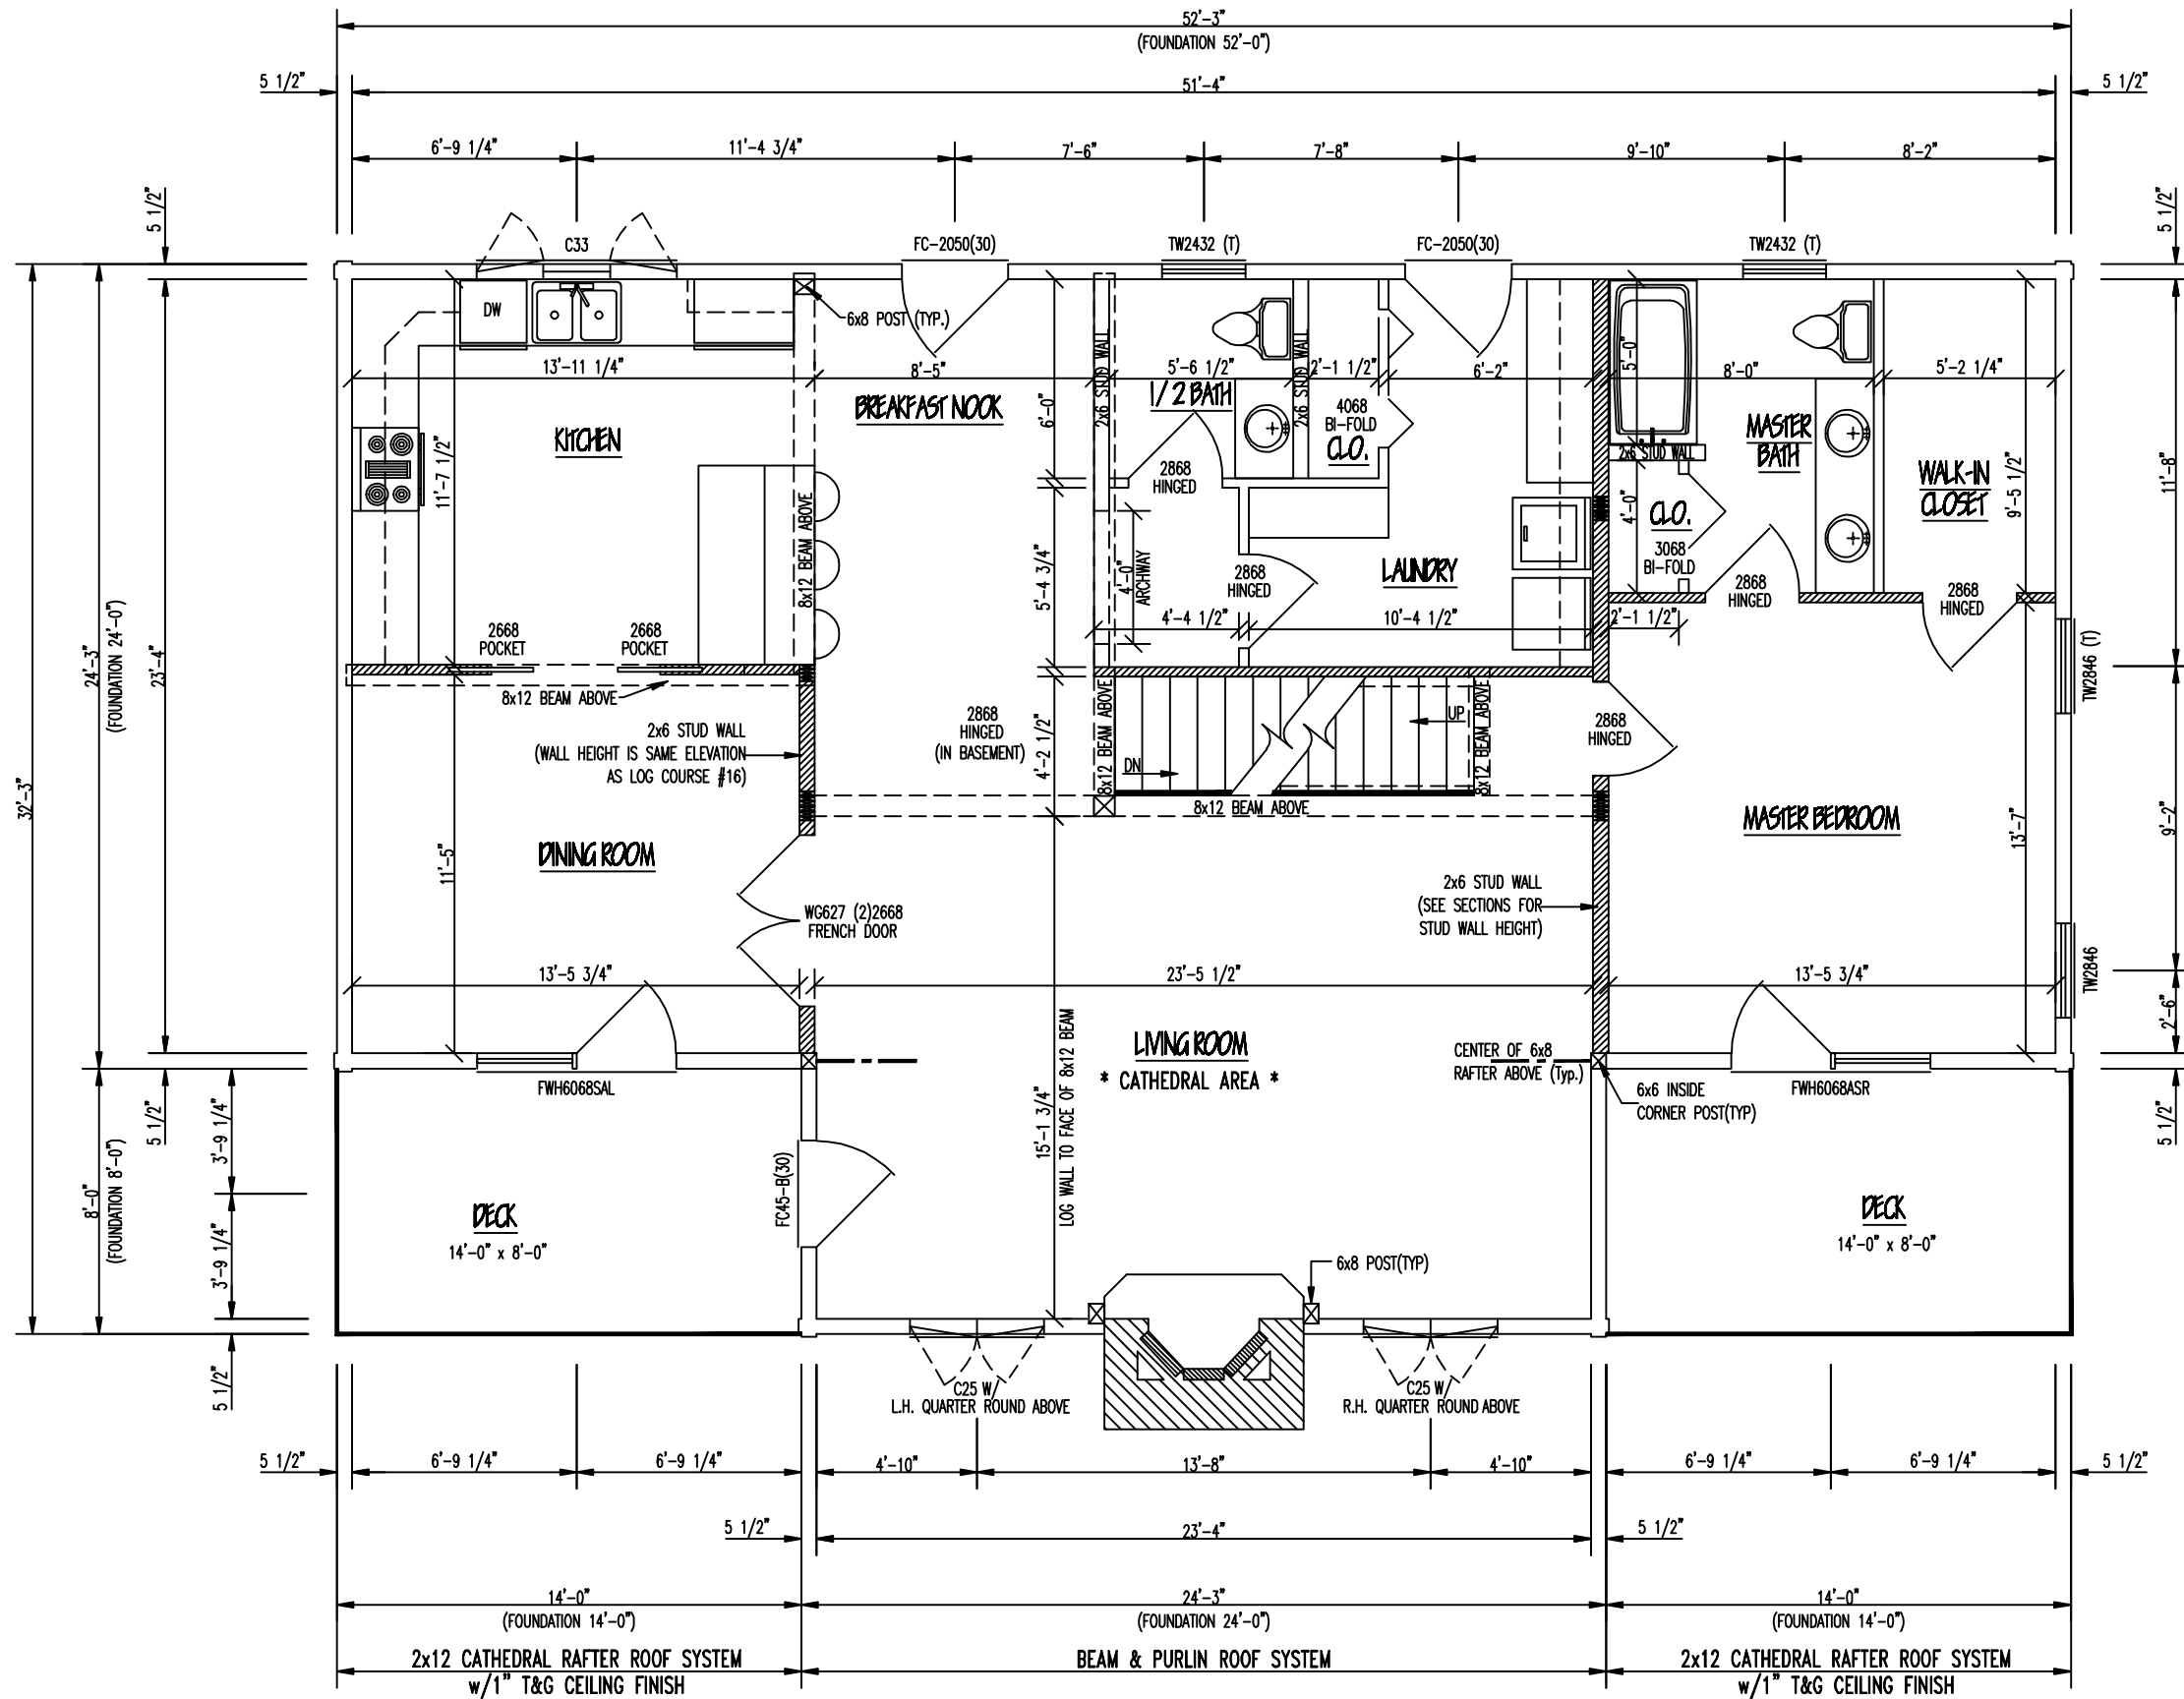 52'-3"
(FOUNDATION 52'-0")
5 1/2"
51'-4"
5 1/2"
6'-9 1/4"
11'-4 3/4"
7'-6"
7'-8"
9'-10"
8'-2"
5 1/2"
5 1/2"
C33
FC-2050(30)
TW2432 (T)
FC-2050(30)
TW2432 (T)
DW
6x8 POST (TYP.)
2x6 STUD WALL
2x6 STUD WALL
13'-11 1/4"
8'-5"
5'-6 1/2"
2'-1 1/2"
6'-2"
5'-0"
8'-0"
5'-2 1/4"
KITCHEN
BREAKFAST NOOK
1/2 BATH
4068
BI-FOLD
CLO.
MASTER
BATH
2x6 STUD WALL
WALK-IN
CLOSET
11'-7 1/2"
6'-0"
2868
HINGED
9'-5 1/2"
11'-8"
8x12 BEAM ABOVE
4'-0"
CLO.
3068
BI-FOLD
5'-4 3/4"
4'-0"
ARCHWAY
2868
HINGED
LAUNDRY
2868
HINGED
2868
HINGED
4'-4 1/2"
10'-4 1/2"
2'-1 1/2"
2668
POCKET
2668
POCKET
TW2846 (T)
24'-3"
(FOUNDATION 24'-0")
23'-4"
8x12 BEAM ABOVE
2x6 STUD WALL
(WALL HEIGHT IS SAME ELEVATION
AS LOG COURSE #16)
2868
HINGED
(IN BASEMENT)
4'-2 1/2"
8x12 BEAM ABOVE
DN
UP
8x12 BEAM ABOVE
2868
HINGED
8x12 BEAM ABOVE
32'-3"
MASTER BEDROOM
13'-7"
9'-2"
DINING ROOM
11'-5"
WG627 (2)2668
FRENCH DOOR
2x6 STUD WALL
(SEE SECTIONS FOR
STUD WALL HEIGHT)
13'-5 3/4"
23'-5 1/2"
13'-5 3/4"
TW2846
2'-6"
LIVING ROOM
* CATHEDRAL AREA *
CENTER OF 6x8
RAFTER ABOVE (Typ.)
6x6 INSIDE
CORNER POST(TYP)
FWH6068SAL
FWH6068ASR
5 1/2"
5 1/2"
3'-9 1/4"
3'-9 1/4"
8'-0"
(FOUNDATION 8'-0")
15'-1 3/4"
LOG WALL TO FACE OF 8x12 BEAM
FC45-B(30)
DECK
14'-0" x 8'-0"
DECK
14'-0" x 8'-0"
6x8 POST(TYP)
5 1/2"
C25 W/
L.H. QUARTER ROUND ABOVE
C25 W/
R.H. QUARTER ROUND ABOVE
5 1/2"
6'-9 1/4"
6'-9 1/4"
4'-10"
13'-8"
4'-10"
6'-9 1/4"
6'-9 1/4"
5 1/2"
5 1/2"
23'-4"
5 1/2"
14'-0"
(FOUNDATION 14'-0")
24'-3"
(FOUNDATION 24'-0")
14'-0"
(FOUNDATION 14'-0")
2x12 CATHEDRAL RAFTER ROOF SYSTEM
w/1" T&G CEILING FINISH
BEAM & PURLIN ROOF SYSTEM
2x12 CATHEDRAL RAFTER ROOF SYSTEM
w/1" T&G CEILING FINISH